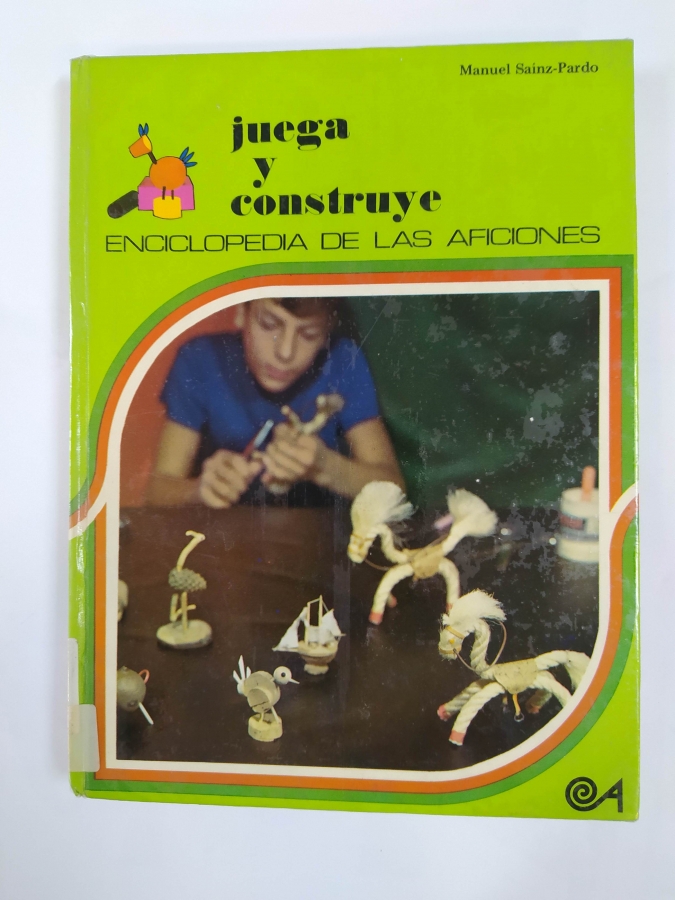 Manuel Sainz-Pardo
juega
y
construye
ENCICLOPEDIA DE LAS AFICIONES